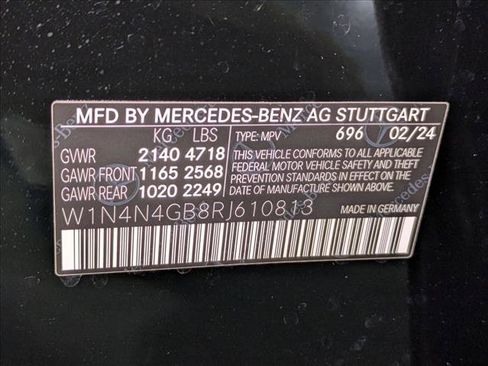 MFD BY MERCEDES-BENZ AG STUTTGART
KG LBS TYPE: MPV 696 02/24
GVWR 2140 4718
GAWR FRONT 1165 2568
GAWR REAR 1020 2249
THIS VEHICLE CONFORMS TO ALL APPLICABLE
FEDERAL MOTOR VEHICLE SAFETY AND THEFT
PREVENTION STANDARDS IN EFFECT ON THE
DATE OF MANUFACTURE SHOWN ABOVE.
W1N4N4GB8RJ610813 MADE IN GERMANY